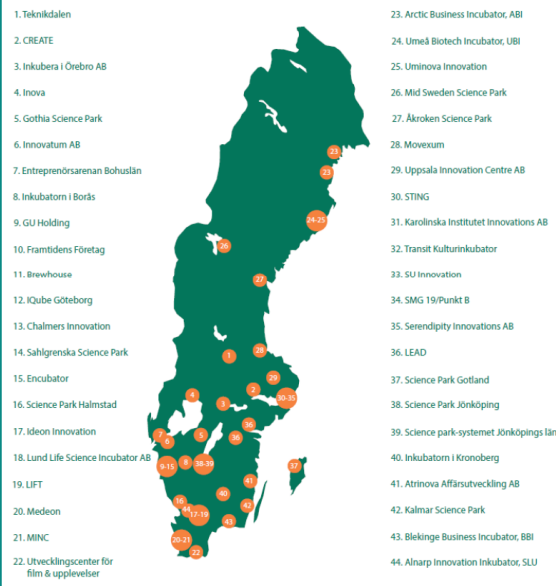 1. Teknikdalen
2. CREATE
3. Inkubera i Örebro AB
4. Inova
5. Gothia Science Park
6. Innovatum AB
7. Entreprenörsarenan Bohuslän
8. Inkubatorn i Borås
9. GU Holding
10. Framtidens Företag
11. Brewhouse
12. IQube Göteborg
13. Chalmers Innovation
14. Sahlgrenska Science Park
15. Encubator
16. Science Park Halmstad
17. Ideon Innovation
18. Lund Life Science Incubator AB
19. LIFT
20. Medeon
21. MINC
22. Utvecklingscenter för
film & upplevelser
23
23
24-25
26
27
1
28
29
2
30-35
4
3
36
7
6
5
36
9-15
8
38-39
37
41
40
16
44
17-19
42
43
20-21
22
23. Arctic Business Incubator, ABI
24. Umeå Biotech Incubator, UBI
25. Uminova Innovation
26. Mid Sweden Science Park
27. Åkroken Science Park
28. Movexum
29. Uppsala Innovation Centre AB
30. STING
31. Karolinska Institutet Innovations AB
32. Transit Kulturinkubator
33. SU Innovation
34. SMG 19/Punkt B
35. Serendipity Innovations AB
36. LEAD
37. Science Park Gotland
38. Science Park Jönköping
39. Science park-systemet Jönköpings län
40. Inkubatorn i Kronoberg
41. Atrinova Affärsutveckling AB
42. Kalmar Science Park
43. Blekinge Business Incubator, BBI
44. Alnarp Innovation Inkubator, SLU